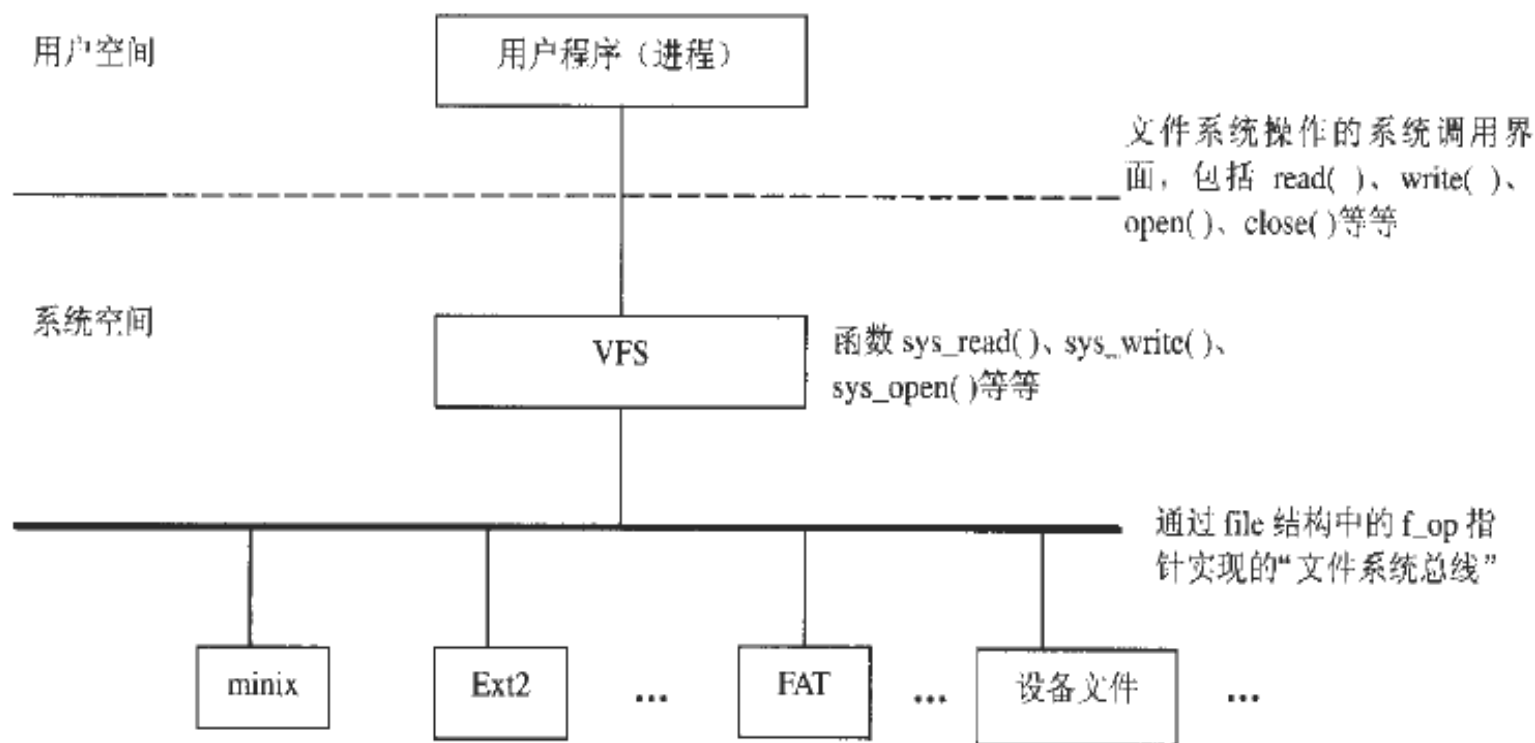 用户空间
用户程序（进程）
文件系统操作的系统调用界
面，包括 read( )、write( )、
open( )、close( )等等
系统空间
VFS
函数 sys_read( )、sys_write( )、
sys_open( )等等
通过 file 结构中的 f_op 指
针实现的“文件系统总线”
minix
Ext2
...
FAT
...
设备文件
...